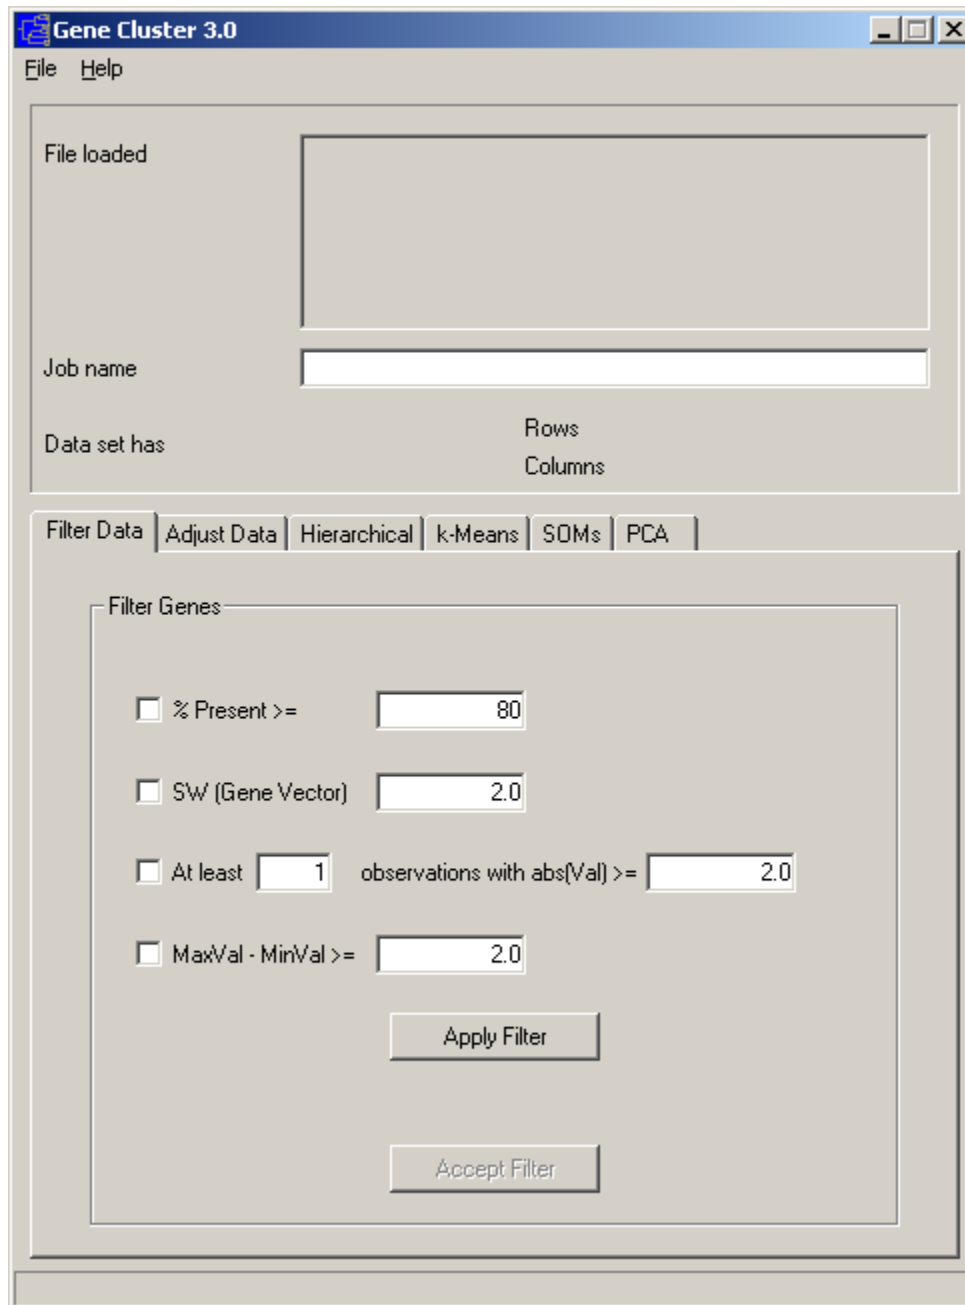 Gene Cluster 3.0
File Help
File loaded
Job name
Data set has
Rows
Columns
Filter Data Adjust Data Hierarchical k-Means SOMs PCA
Filter Genes
% Present >= 80
SW (Gene Vector) 2.0
At least 1 observations with abs(Val) >= 2.0
MaxVal - MinVal >= 2.0
Apply Filter
Accept Filter